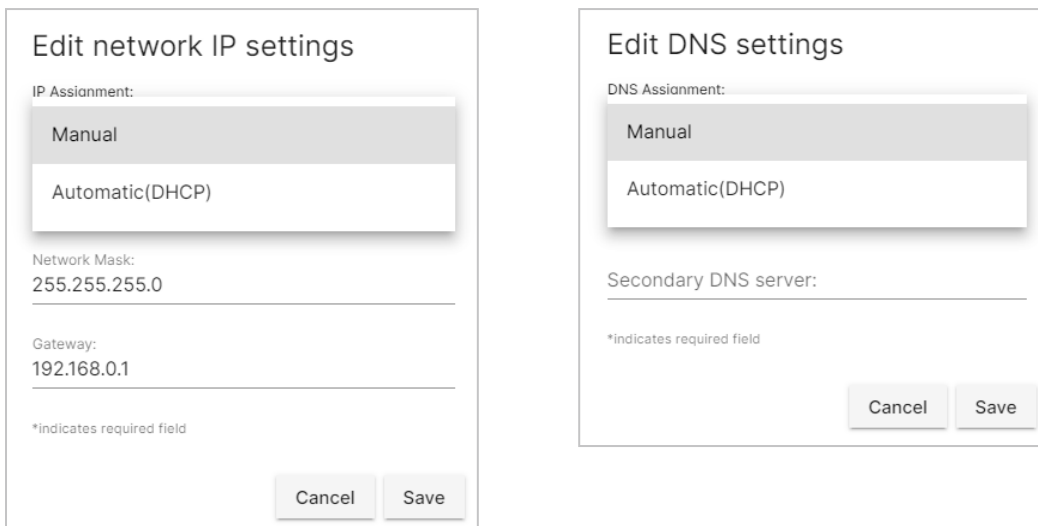 Edit network IP settings
IP Assignment:
Manual
Automatic(DHCP)
Network Mask:
255.255.255.0
Gateway:
192.168.0.1
*indicates required field
Cancel
Save
Edit DNS settings
DNS Assignment:
Manual
Automatic(DHCP)
Secondary DNS server:
*indicates required field
Cancel
Save